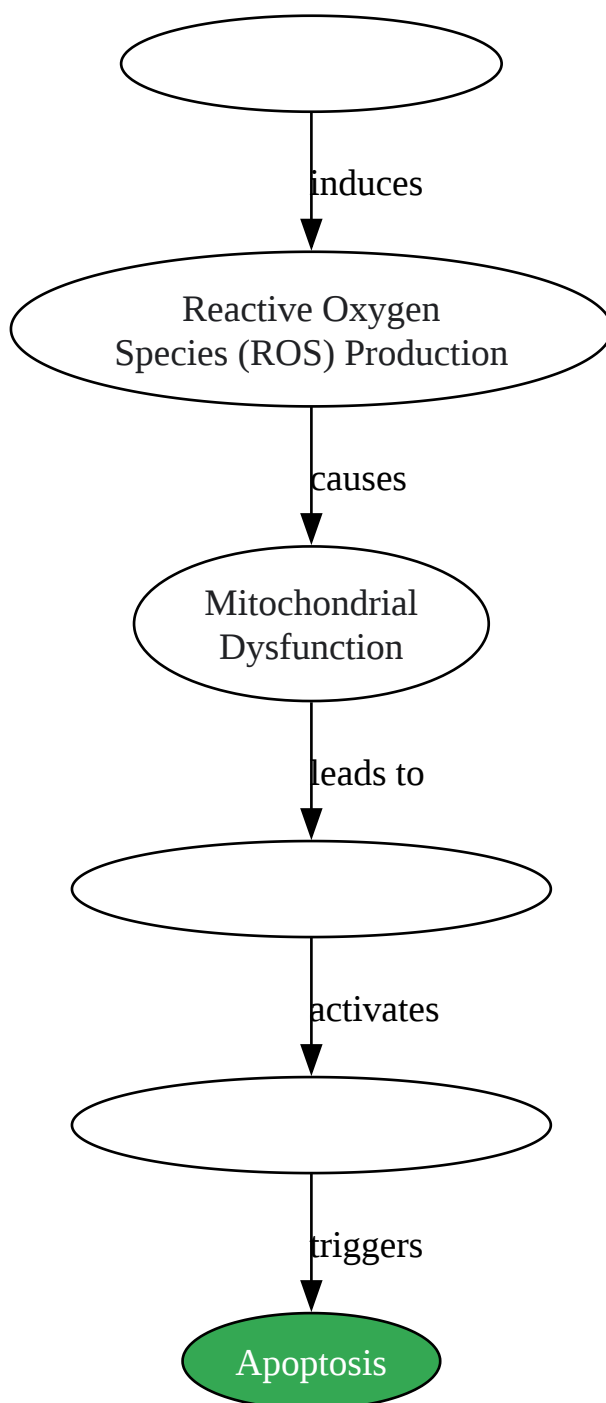 induces
Reactive Oxygen
Species (ROS) Production
causes
Mitochondrial
Dysfunction
leads to
activates
triggers
Apoptosis